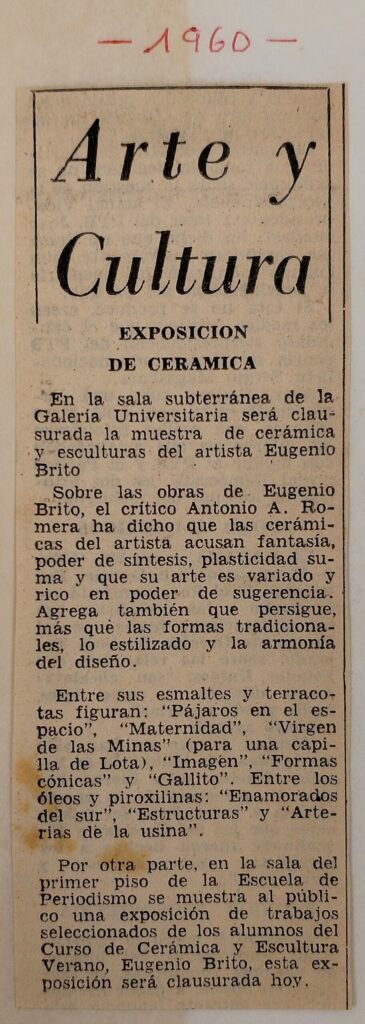 — 1960 —
Arte y
Cultura
EXPOSICION
DE CERAMICA
En la sala subterránea de la
Galería Universitaria será clau-
surada la muestra de cerámica
y esculturas del artista Eugenio
Brito
Sobre las obras de Eugenio
Brito, el crítico Antonio A. Ro-
mera ha dicho que las cerámi-
cas del artista acusan fantasía,
poder de síntesis, plasticidad su-
ma y que su arte es variado y
rico en poder de sugerencia.
Agrega también que persigue,
más que las formas tradiciona-
les, lo estilizado y la armonía
del diseño.
Entre sus esmaltes y terraco-
tas figuran: "Pájaros en el es-
pacio", "Maternidad", "Virgen
de las Minas" (para una capi-
lla de Lota), "Imagen", "Formas
cónicas" y "Gallito". Entre los
óleos y piroxilinas: "Enamorados
del sur", "Estructuras" y "Arte-
rias de la usina".
Por otra parte, en la sala del
primer piso de la Escuela de
Periodismo se muestra al públi-
co una exposición de trabajos
seleccionados de los alumnos del
Curso de Cerámica y Escultura
Verano, Eugenio Brito, esta ex-
posición será clausurada hoy.